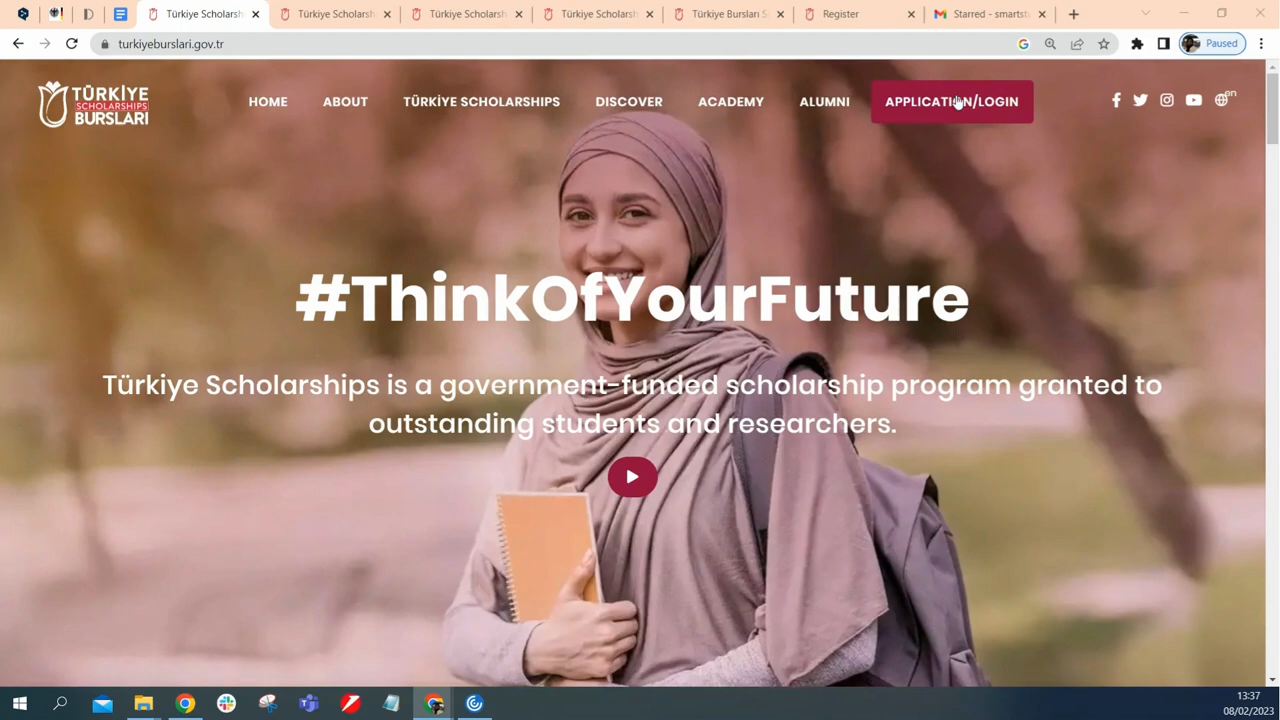 Türkiye Scholarsh
Türkiye Scholarsh
Türkiye Scholarsh
Türkiye Scholarsh
Türkiye Bursları S
Register
Starred - smartst
turkiyeburslari.gov.tr
Paused
TÜRKİYE
SCHOLARSHIPS
BURSLARI
HOME
ABOUT
TÜRKİYE SCHOLARSHIPS
DISCOVER
ACADEMY
ALUMNI
APPLICATION/LOGIN
en
#ThinkOfYourFuture
Türkiye Scholarships is a government-funded scholarship program granted to
outstanding students and researchers.
13:37
08/02/2023